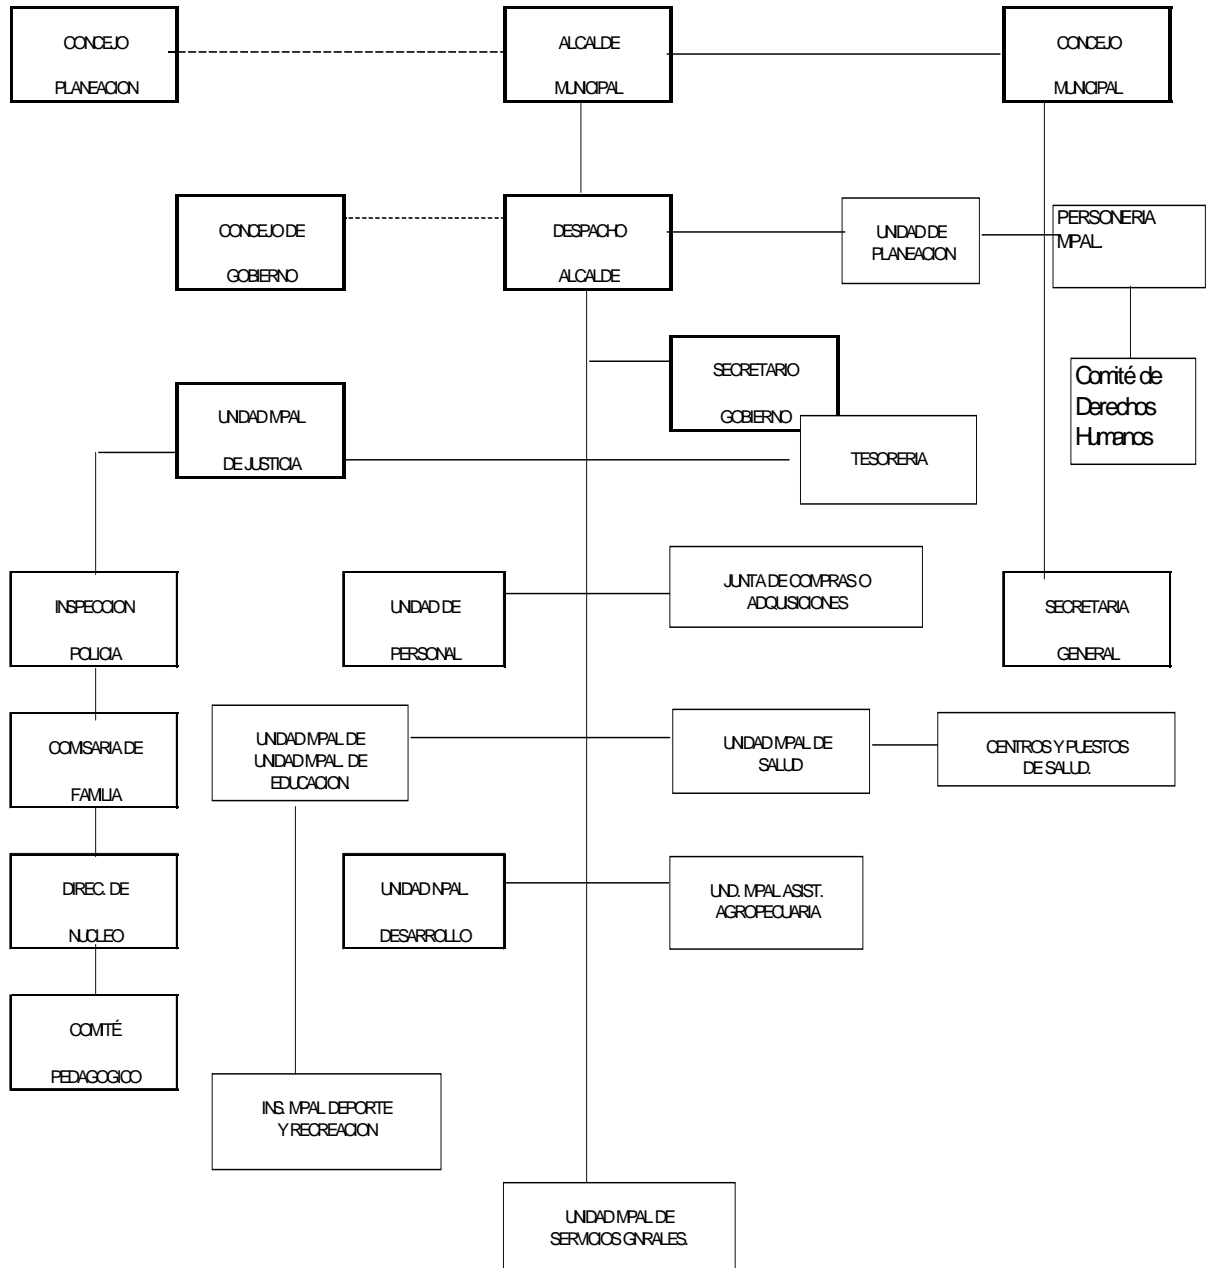 CONCEJO
PLANEACION
ALCALDE
MUNICIPAL
CONCEJO
MUNICIPAL
CONCEJO DE
GOBIERNO
DESPACHO
ALCALDE
UNIDAD DE
PLANEACION
PERSONERIA
MPAL.
SECRETARIO
GOBIERNO
Comité de
Derechos
Humanos
UNIDAD MPAL
DE JUSTICIA
TESORERIA
INSPECCION
POLICIA
UNIDAD DE
PERSONAL
JUNTA DE COMPRAS O
ADQUISICIONES
SECRETARIA
GENERAL
COMISARIA DE
FAMILIA
UNIDAD MPAL DE
UNIDAD MPAL. DE
EDUCACION
UNIDAD MPAL DE
SALUD
CENTROS Y PUESTOS
DE SALUD.
DIREC. DE
NUCLEO
UNIDAD NPAL.
DESARROLLO
UND. MPAL ASIST.
AGROPECUARIA
COMITÉ
PEDAGOGICO
INS. MPAL DEPORTE
Y RECREACION
UNIDAD MPAL DE
SERVICIOS GNRALES.